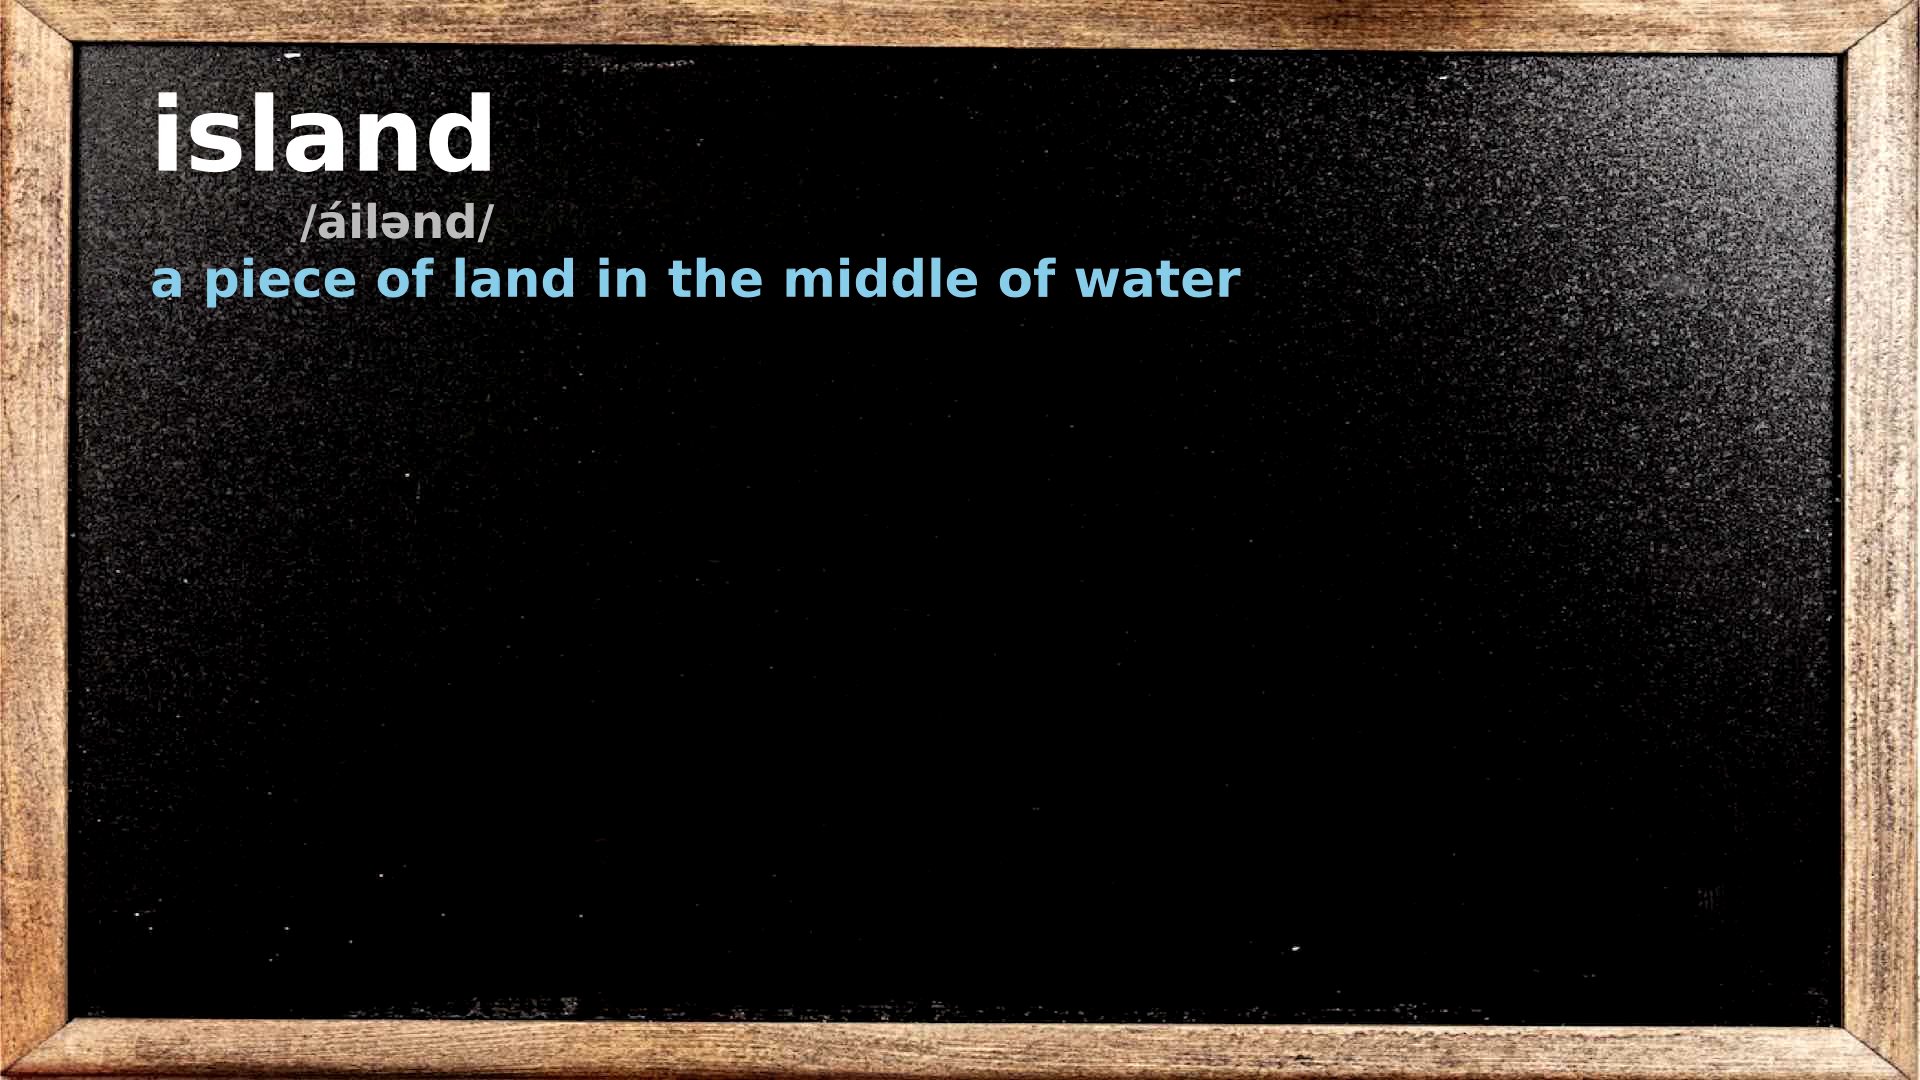 island
/áilənd/
a piece of land in the middle of water